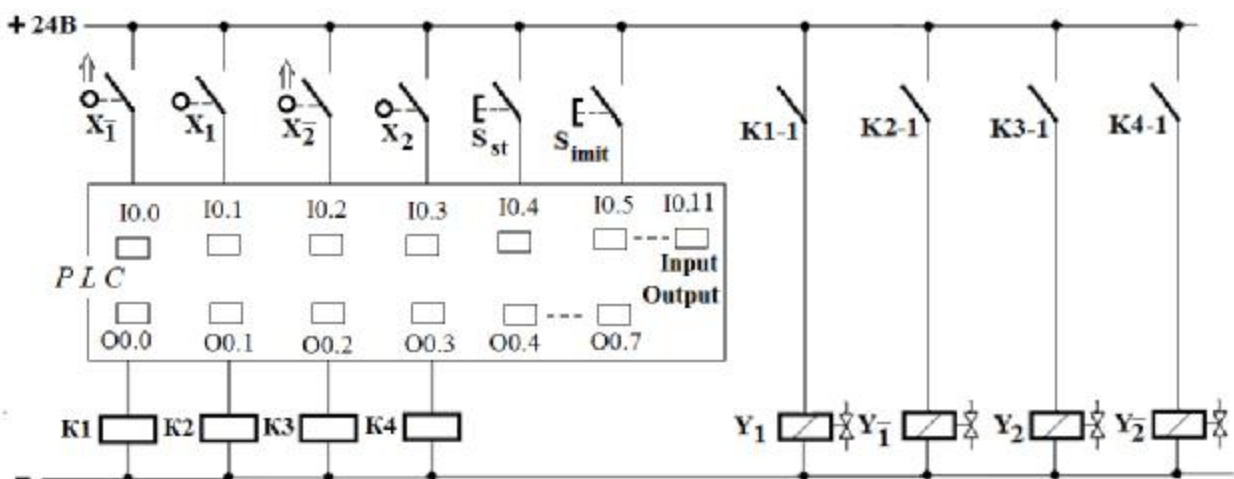 + 24В
X1̅ X1 X2̅ X2 Sst Simit K1-1 K2-1 K3-1 K4-1
I0.0 I0.1 I0.2 I0.3 I0.4 I0.5 I0.11
Input
PLC
Output
O0.0 O0.1 O0.2 O0.3 O0.4 O0.7
K1 K2 K3 K4 Y1 Y1̅ Y2 Y2̅
–